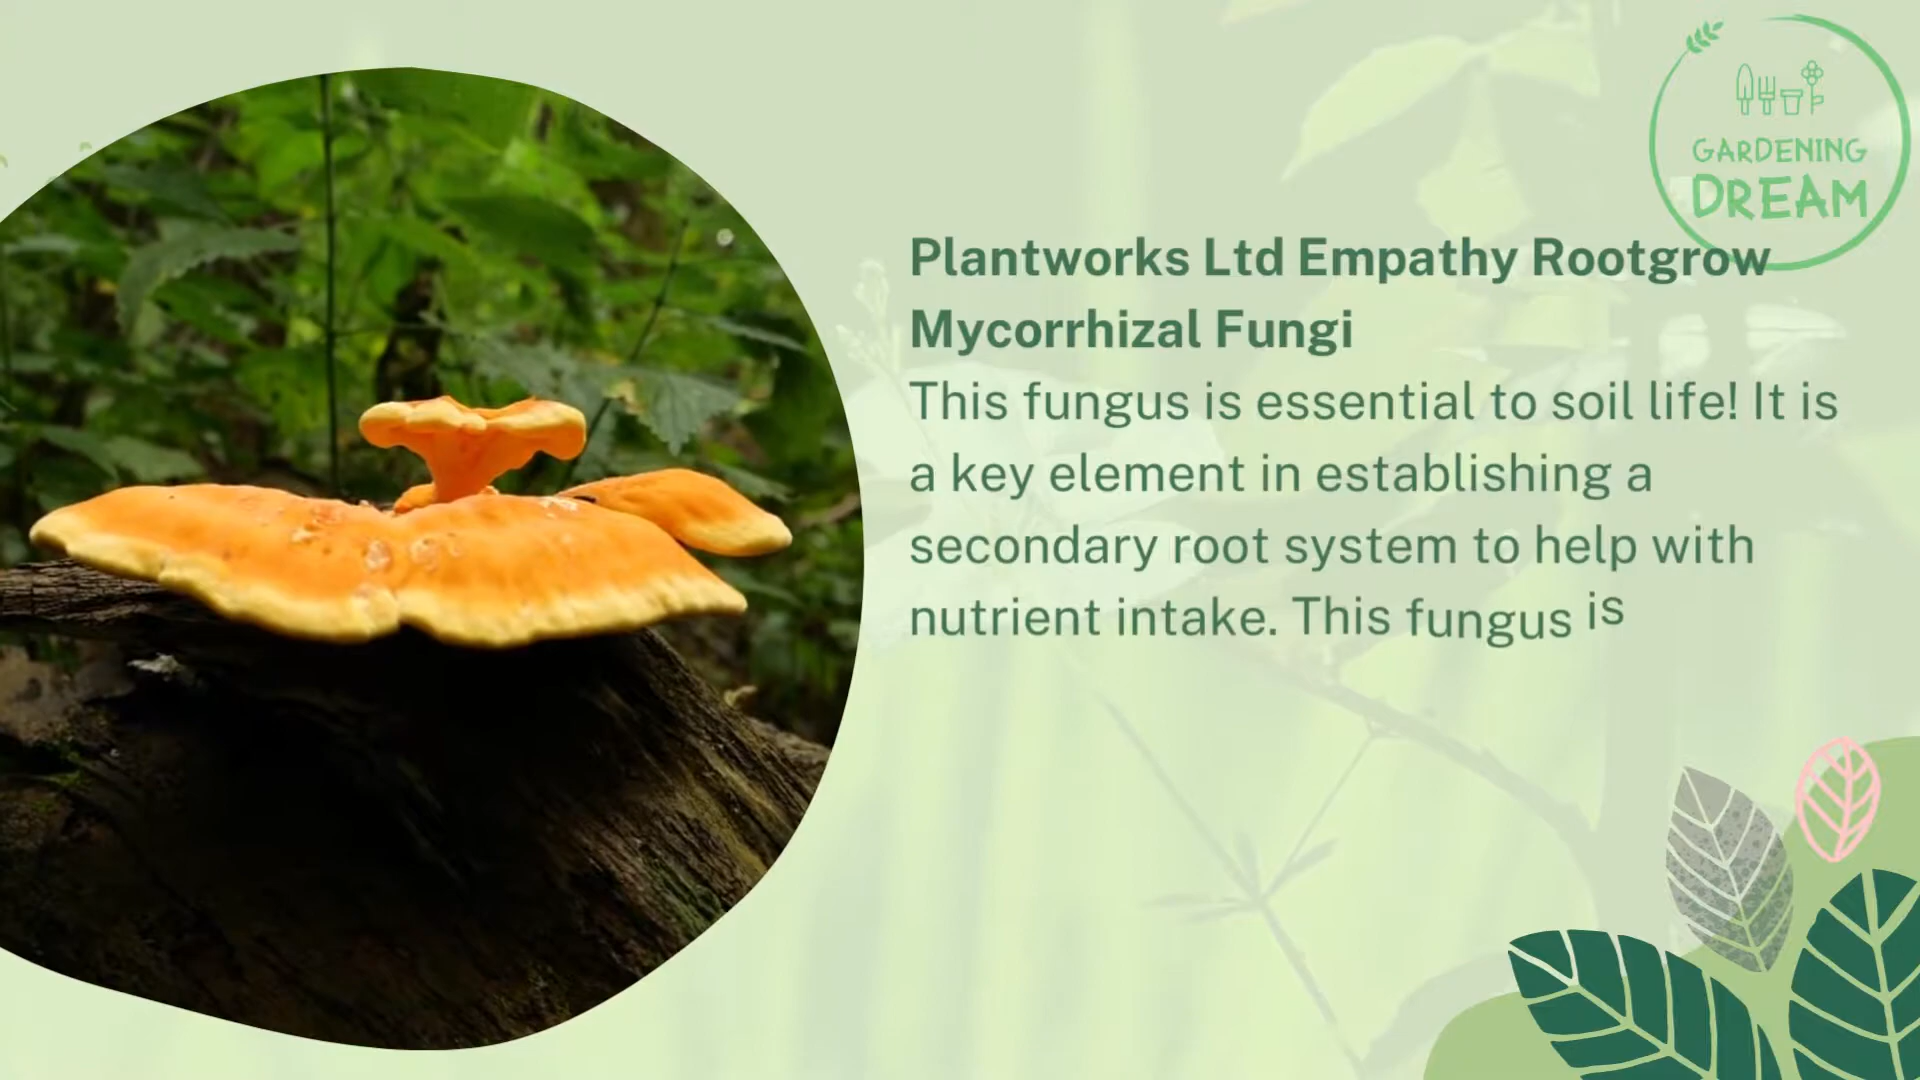 GARDENING
DREAM
Plantworks Ltd Empathy Rootgrow
Mycorrhizal Fungi
This fungus is essential to soil life! It is
a key element in establishing a
secondary root system to help with
nutrient intake. This fungus is